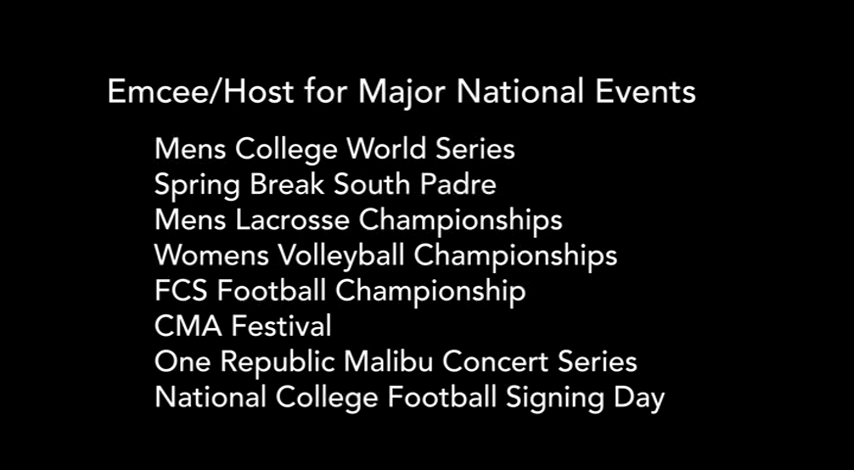 Emcee/Host for Major National Events
Mens College World Series
Spring Break South Padre
Mens Lacrosse Championships
Womens Volleyball Championships
FCS Football Championship
CMA Festival
One Republic Malibu Concert Series
National College Football Signing Day